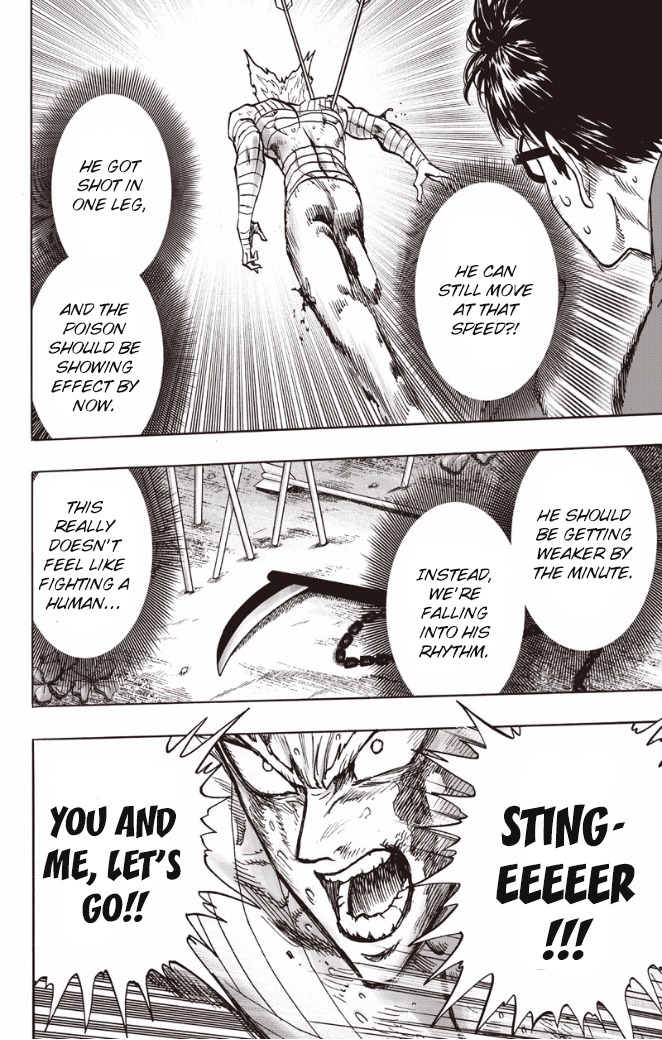 HE CAN
STILL MOVE
AT THAT
SPEED?!
HE GOT
SHOT IN
ONE LEG,
AND THE
POISON
SHOULD BE
SHOWING
EFFECT BY
NOW.
HE SHOULD
BE GETTING
WEAKER BY
THE MINUTE.
INSTEAD,
WE'RE
FALLING
INTO HIS
RHYTHM.
THIS
REALLY
DOESN'T
FEEL LIKE
FIGHTING A
HUMAN...
STING-
EEEEER
!!!
YOU AND
ME, LET'S
GO!!